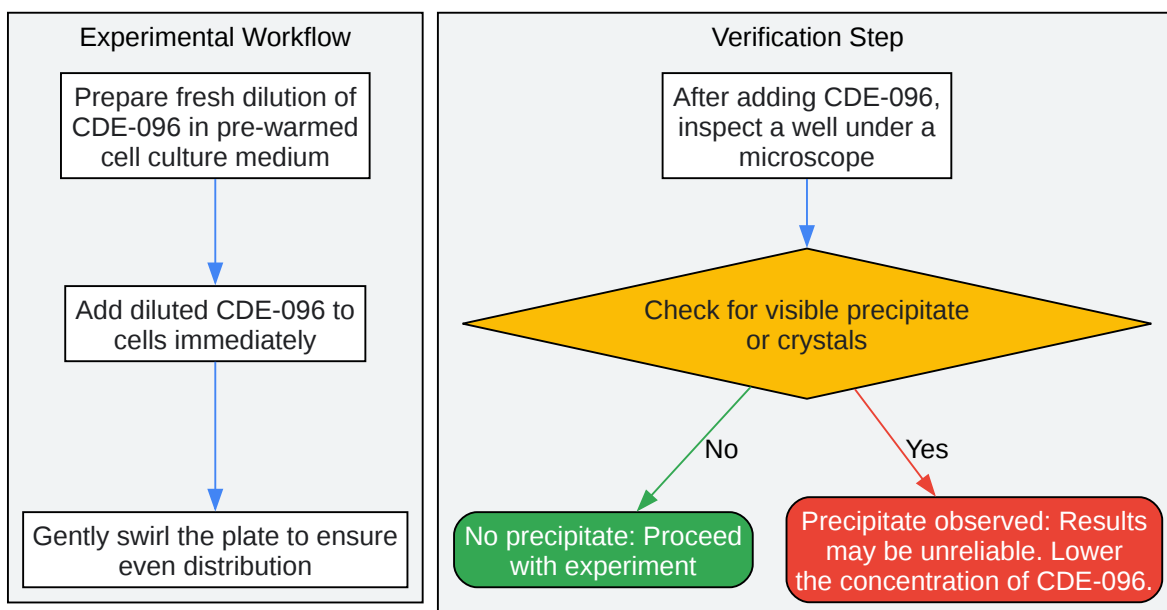 Experimental Workflow
Prepare fresh dilution of
CDE-096 in pre-warmed
cell culture medium
Add diluted CDE-096 to
cells immediately
Gently swirl the plate to ensure
even distribution
Verification Step
After adding CDE-096,
inspect a well under a
microscope
Check for visible precipitate
or crystals
No
Yes
No precipitate: Proceed
with experiment
Precipitate observed: Results
may be unreliable. Lower
the concentration of CDE-096.